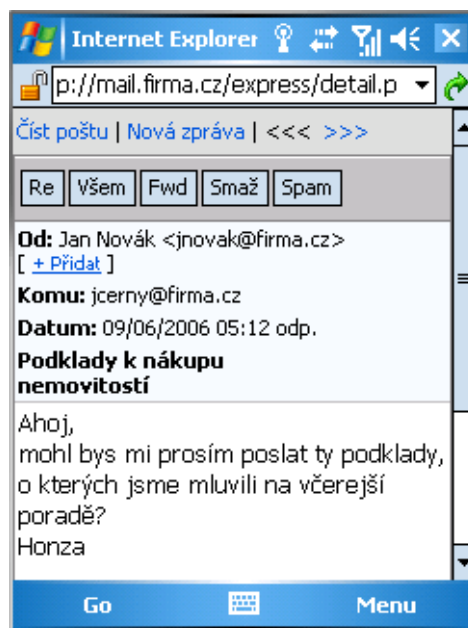 Internet Explorer
p://mail.firma.cz/express/detail.p
Číst poštu | Nová zpráva | <<< >>>
Re Všem Fwd Smaž Spam
Od: Jan Novák <jnovak@firma.cz>
[ + Přidat ]
Komu: jcerny@firma.cz
Datum: 09/06/2006 05:12 odp.
Podklady k nákupu
nemovitostí
Ahoj,
mohl bys mi prosím poslat ty podklady,
o kterých jsme mluvili na včerejší
poradě?
Honza
Go Menu